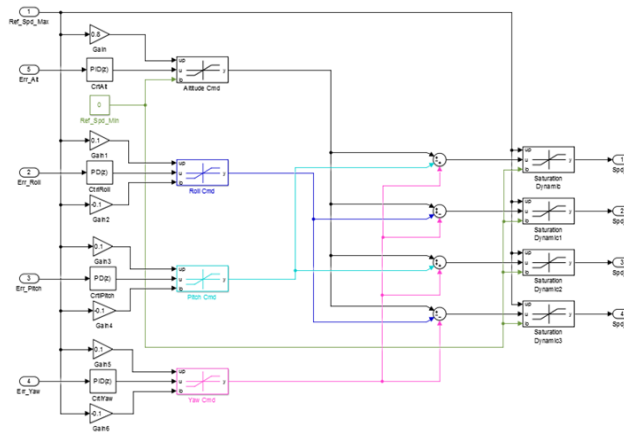 1
Ref_Spd_Max
0.8
up
Gain
5
PID(z)
u
y
Err_Alt
CrtAlt
lo
Altitude Cmd
0
Ref_Spd_Min
0.1
Gain1
up
2
PID(z)
u
y
Err_Roll
CtrlRoll
lo
Roll Cmd
-0.1
Gain2
0.1
Gain3
up
3
PID(z)
u
y
Err_Pitch
CrtlPitch
lo
Pitch Cmd
-0.1
Gain4
0.1
Gain5
up
4
PID(z)
u
y
Err_Yaw
CrtlYaw
lo
Yaw Cmd
-0.1
Gain6
up
u
y
1
lo
Saturation
Dynamic
up
u
y
2
lo
Saturation
Dynamic1
up
u
y
3
lo
Saturation
Dynamic2
up
u
y
4
lo
Saturation
Dynamic3